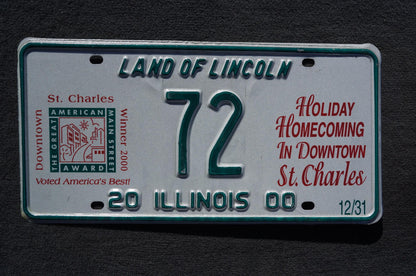 LAND OF LINCOLN
St. Charles
Downtown
THE GREAT
AMERICAN
MAIN STREET
AWARD
Winner 2000
Voted America's Best!
72
HOLIDAY
HOMECOMING
IN DOWNTOWN
ST. CHARLES
20 ILLINOIS 00
12/31